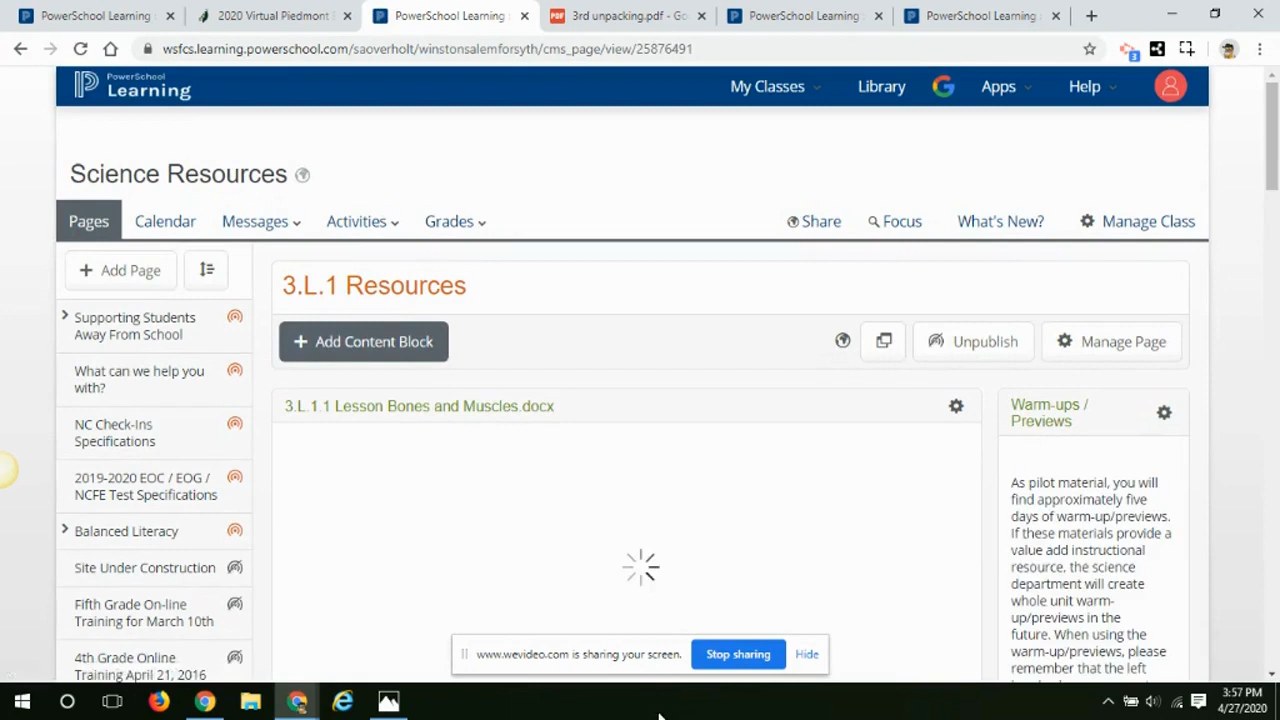 PowerSchool Learning
2020 Virtual Piedmont
PowerSchool Learning
3rd unpacking.pdf - Go
PowerSchool Learning
PowerSchool Learning
wsfcs.learning.powerschool.com/saoverholt/winstonsalemforsyth/cms_page/view/25876491
3
PowerSchool
Learning
My Classes
Library
Apps
Help
Science Resources
Pages
Calendar
Messages
Activities
Grades
Share
Focus
What's New?
Manage Class
+ Add Page
3.L.1 Resources
Supporting Students
Away From School
What can we help you
with?
NC Check-Ins
Specifications
2019-2020 EOC / EOG /
NCFE Test Specifications
Balanced Literacy
Site Under Construction
Fifth Grade On-line
Training for March 10th
4th Grade Online
Training April 21, 2016
+ Add Content Block
Unpublish
Manage Page
3.L.1.1 Lesson Bones and Muscles.docx
Warm-ups /
Previews
As pilot material, you will
find approximately five
days of warm-up/previews.
If these materials provide a
value add instructional
resource, the science
department will create
whole unit warm-
up/previews in the
future. When using the
warm-up/previews, please
remember that the left
www.wevideo.com is sharing your screen.
Stop sharing
Hide
3:57 PM
4/27/2020